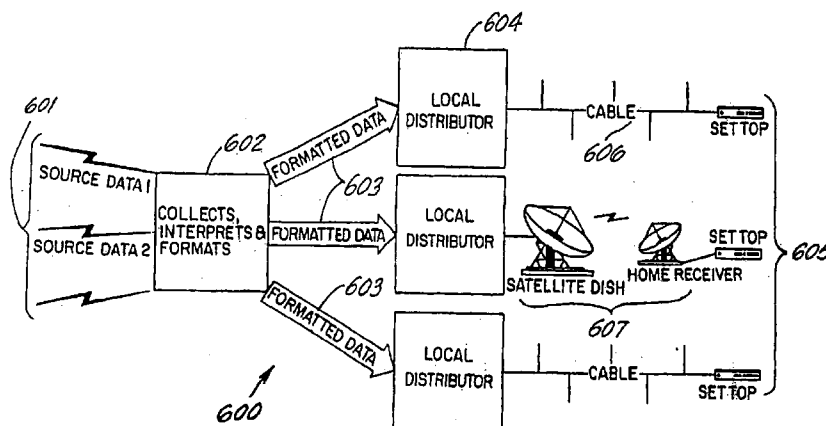 604
601
602
FORMATTED DATA
LOCAL
DISTRIBUTOR
CABLE
606
SET TOP
SOURCE DATA 1
603
COLLECTS,
INTERPRETS &
FORMATS
SOURCE DATA 2
FORMATTED DATA
LOCAL
DISTRIBUTOR
SATELLITE DISH
HOME RECEIVER
SET TOP
605
607
603
FORMATTED DATA
LOCAL
DISTRIBUTOR
CABLE
SET TOP
600